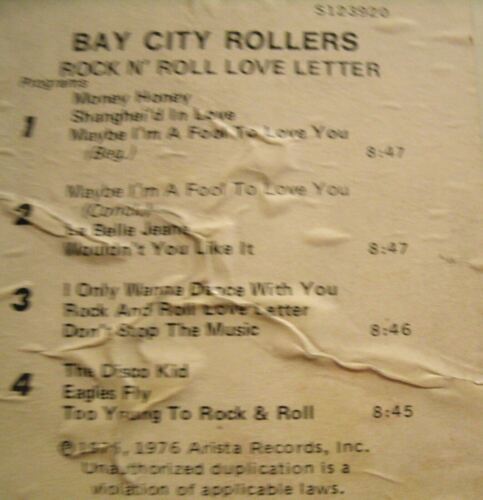 S123920
BAY CITY ROLLERS
ROCK N' ROLL LOVE LETTER
Programs
1 Money Honey
Shanghai'd In Love
Maybe I'm A Fool To Love You
(Beg.) 8:47
2 Maybe I'm A Fool To Love You
(Concl.)
La Belle Jeane
Wouldn't You Like It 8:47
3 I Only Wanna Dance With You
Rock And Roll Love Letter
Don't Stop The Music 8:46
4 The Disco Kid
Eagles Fly
Too Young To Rock & Roll 8:45
℗ 1975, 1976 Arista Records, Inc.
Unauthorized duplication is a
violation of applicable laws.